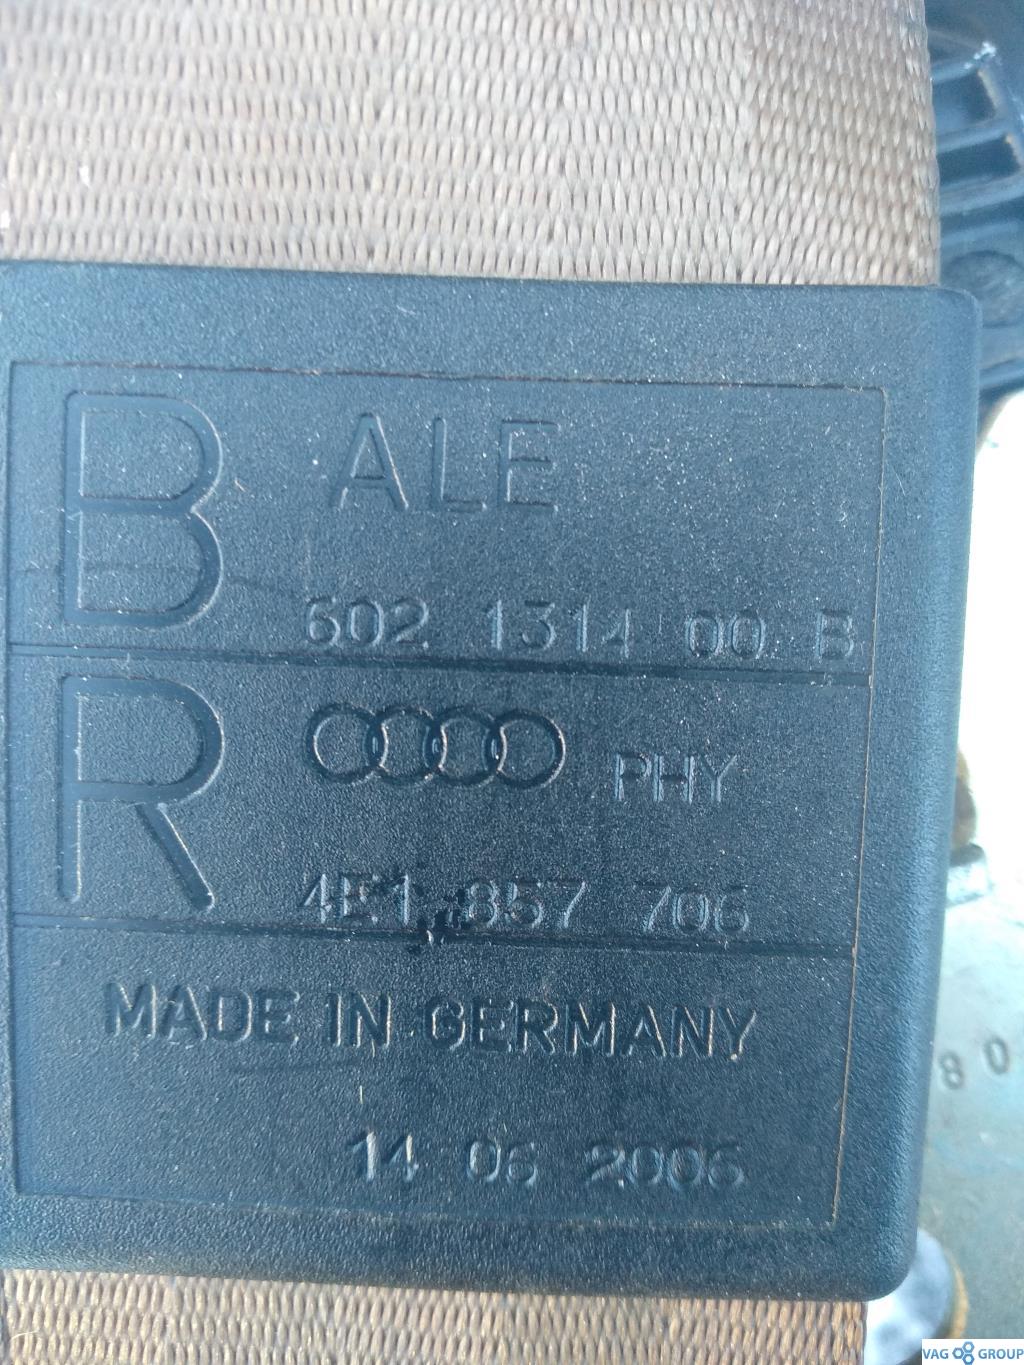 B ALE
602 1314 00 B
R PHY
4E1 857 706
MADE IN GERMANY
14 06 2006
80
VAG GROUP